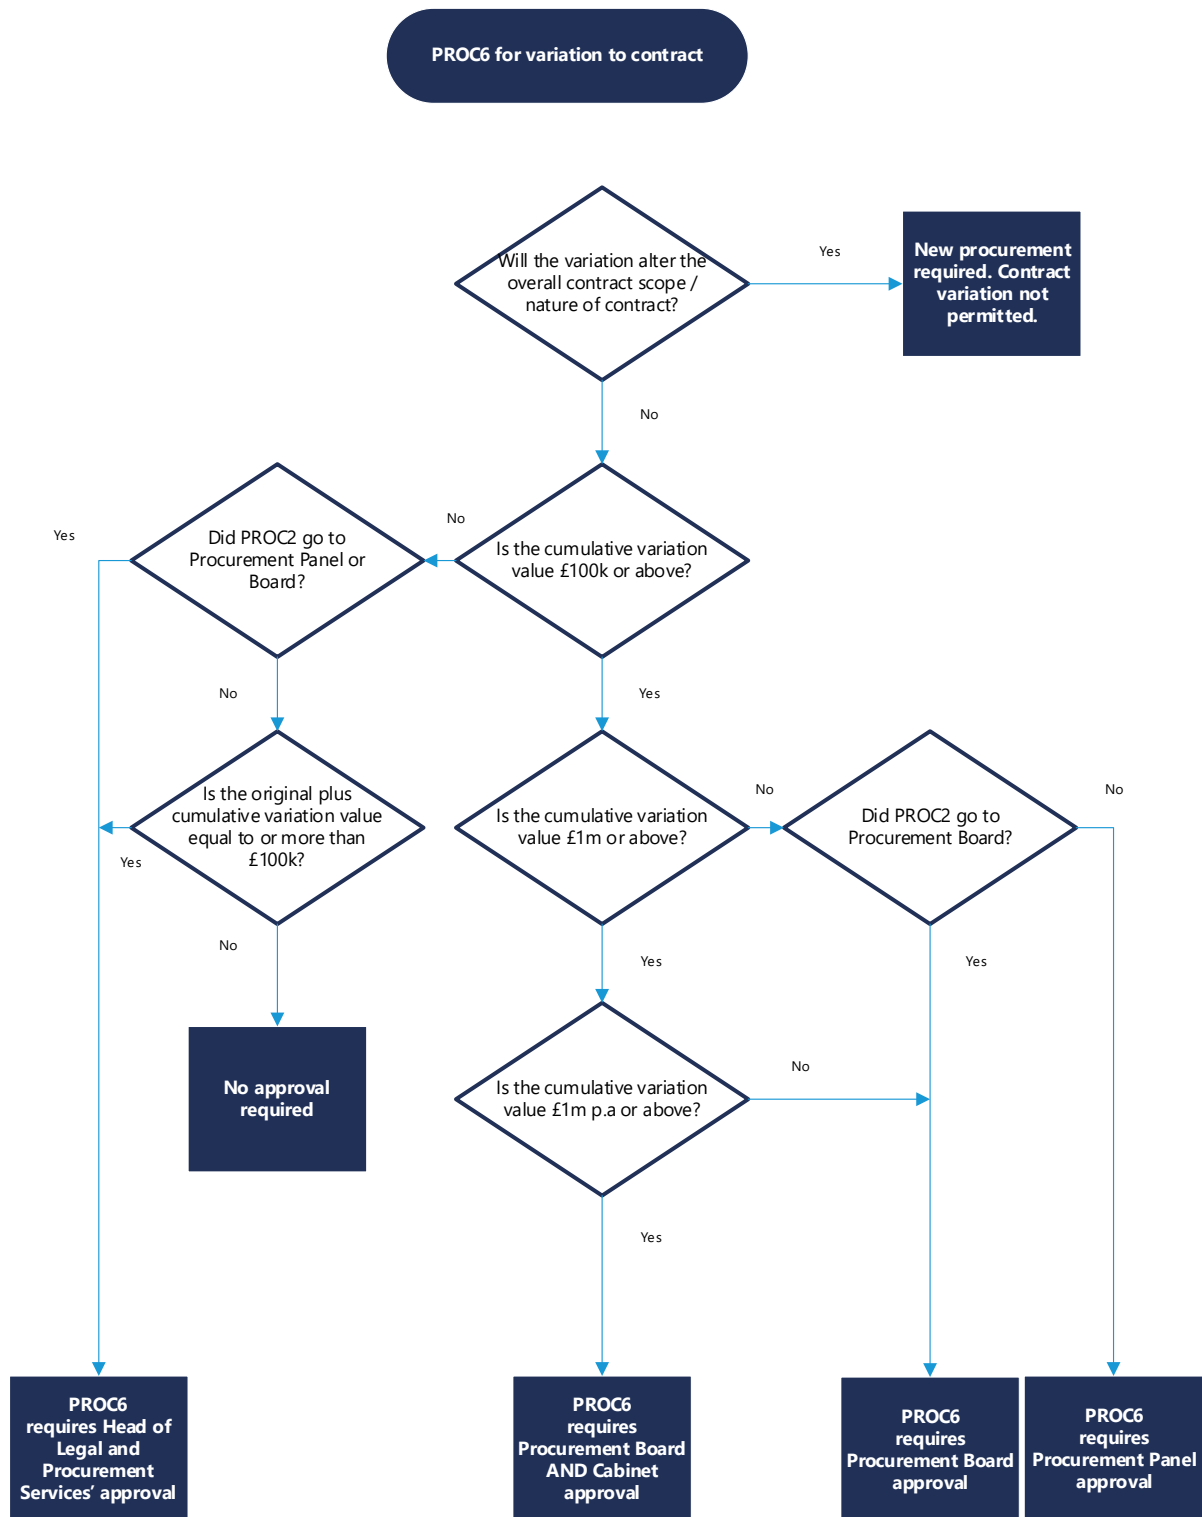 PROC6 for variation to contract
Will the variation alter the
overall contract scope /
nature of contract?
Yes
New procurement
required. Contract
variation not
permitted.
No
Yes
Did PROC2 go to
Procurement Panel or
Board?
No
Is the cumulative variation
value £100k or above?
No
Yes
Is the original plus
cumulative variation value
equal to or more than
£100k?
Yes
Is the cumulative variation
value £1m or above?
No
Did PROC2 go to
Procurement Board?
No
No
Yes
Yes
No approval
required
Is the cumulative variation
value £1m p.a or above?
No
Yes
PROC6
requires Head of
Legal and
Procurement
Services’ approval
PROC6
requires
Procurement Board
AND Cabinet
approval
PROC6
requires
Procurement Board
approval
PROC6
requires
Procurement Panel
approval